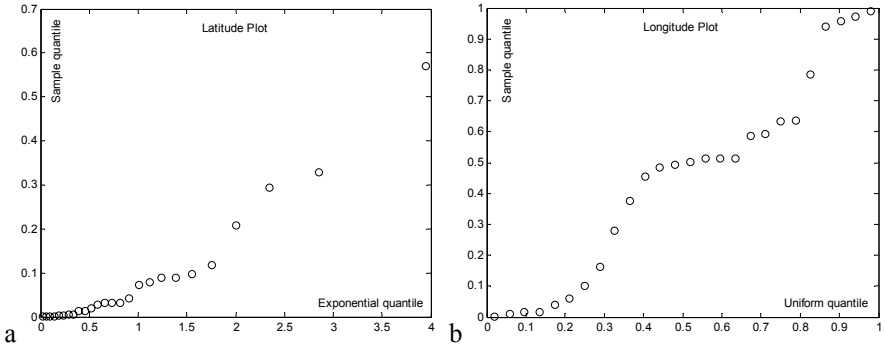 Latitude Plot
Sample quantile
0.7
0.6
0.5
0.4
0.3
0.2
0.1
0
Exponential quantile
0 0.5 1 1.5 2 2.5 3 3.5 4
a
Longitude Plot
Sample quantile
1
0.9
0.8
0.7
0.6
0.5
0.4
0.3
0.2
0.1
0
Uniform quantile
0 0.1 0.2 0.3 0.4 0.5 0.6 0.7 0.8 0.9 1
b